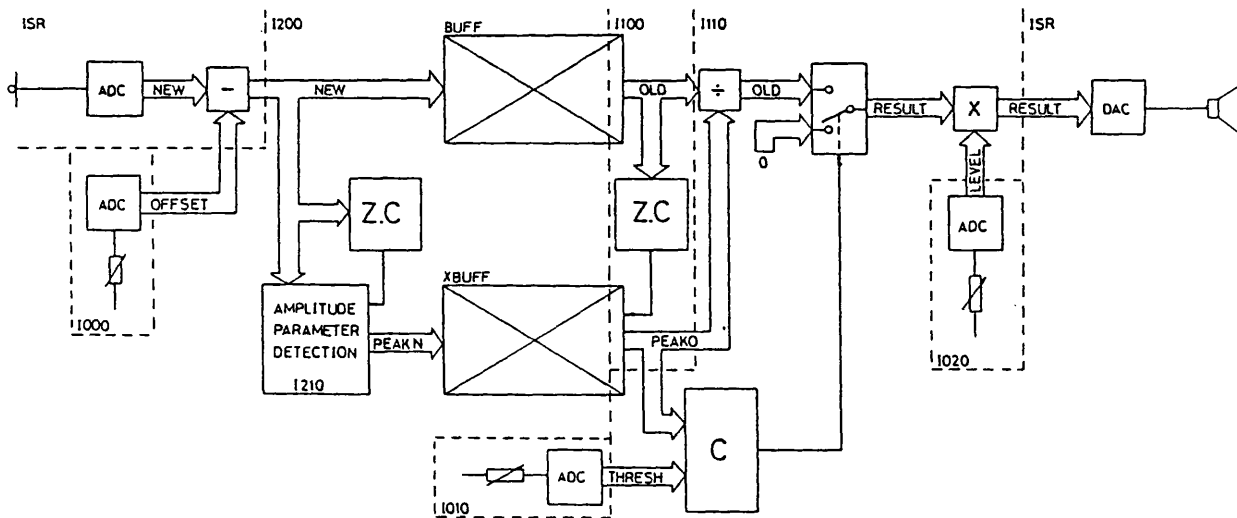 ISR
I200
BUFF
I100
I110
ISR
ADC
NEW
-
NEW
OLD
÷
OLD
RESULT
X
RESULT
DAC
0
ADC
OFFSET
Z.C
Z.C
LEVEL
ADC
I000
XBUFF
AMPLITUDE
PARAMETER
DETECTION
I210
PEAKN
PEAKO
I020
C
ADC
THRESH
I010